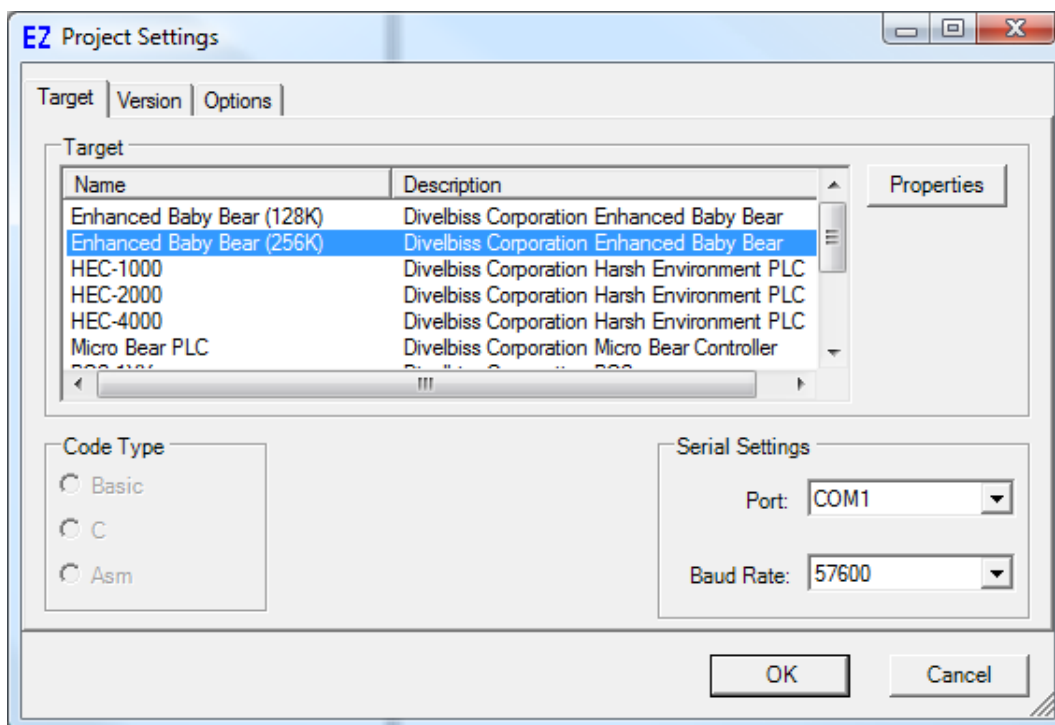 EZ Project Settings
Target Version Options
Target
Name Description
Enhanced Baby Bear (128K) Divelbiss Corporation Enhanced Baby Bear
Enhanced Baby Bear (256K) Divelbiss Corporation Enhanced Baby Bear
HEC-1000 Divelbiss Corporation Harsh Environment PLC
HEC-2000 Divelbiss Corporation Harsh Environment PLC
HEC-4000 Divelbiss Corporation Harsh Environment PLC
Micro Bear PLC Divelbiss Corporation Micro Bear Controller
Properties
Code Type
Basic
C
Asm
Serial Settings
Port: COM1
Baud Rate: 57600
OK Cancel